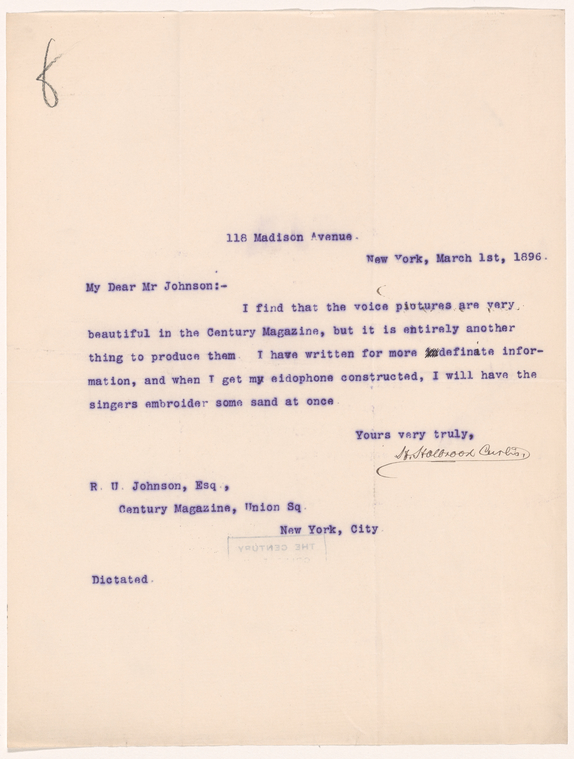 118 Madison Avenue.
New York, March 1st, 1896.
My Dear Mr Johnson:-
I find that the voice pictures are very
beautiful in the Century Magazine, but it is entirely another
thing to produce them. I have written for more definate infor-
mation, and when I get my eidophone constructed, I will have the
singers embroider some sand at once.
Yours very truly,
H. Holbrook Curtis.
R. U. Johnson, Esq.,
Century Magazine, Union Sq.
New York, City.
THE CENTURY
Dictated.